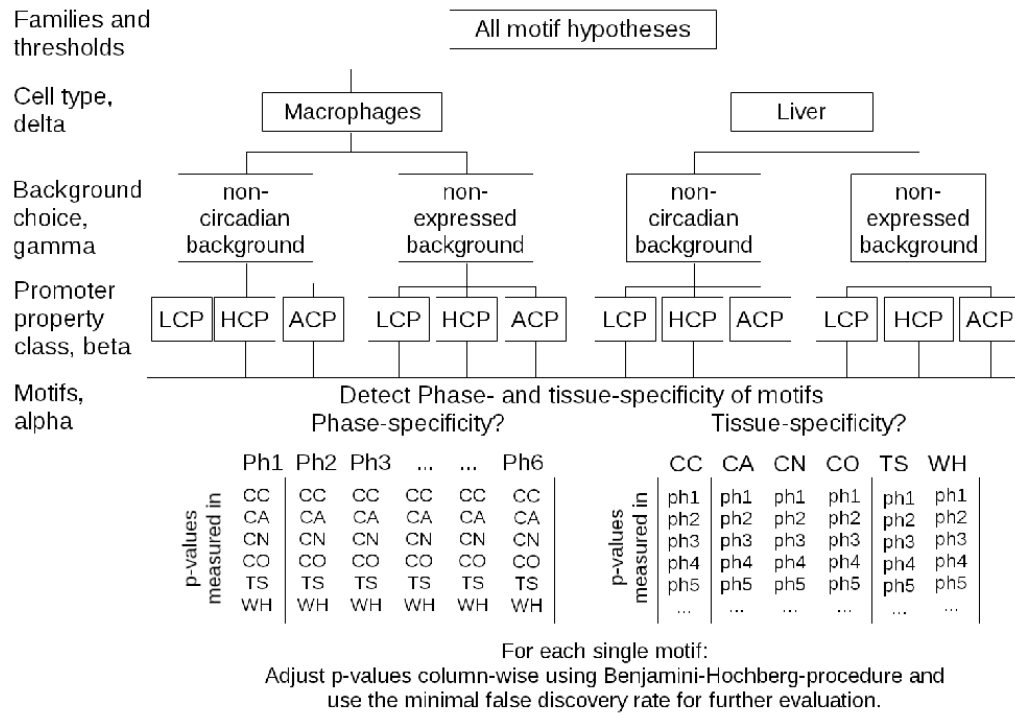 Families and
thresholds
All motif hypotheses
Cell type,
delta
Macrophages
Liver
Background
choice,
gamma
non-
circadian
background
non-
expressed
background
non-
circadian
background
non-
expressed
background
Promoter
property
class, beta
LCP HCP ACP LCP HCP ACP LCP HCP ACP LCP HCP ACP
Motifs,
alpha
Detect Phase- and tissue-specificity of motifs
Phase-specificity?
Tissue-specificity?
p-values
measured in
Ph1 Ph2 Ph3 ... ... Ph6
CC CC CC CC CC CC
CA CA CA CA CA CA
CN CN CN CN CN CN
CO CO CO CO CO CO
TS TS TS TS TS TS
WH WH WH WH WH WH
p-values
measured in
CC CA CN CO TS WH
ph1 ph1 ph1 ph1 ph1 ph1
ph2 ph2 ph2 ph2 ph2 ph2
ph3 ph3 ph3 ph3 ph3 ph3
ph4 ph4 ph4 ph4 ph4 ph4
ph5 ph5 ph5 ph5 ph5 ph5
... ... ... ... ... ...
For each single motif:
Adjust p-values column-wise using Benjamini-Hochberg-procedure and
use the minimal false discovery rate for further evaluation.